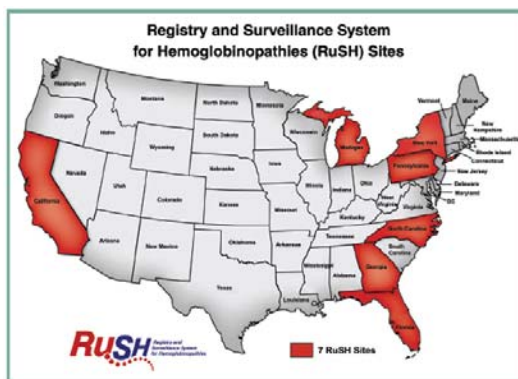 Registry and Surveillance System
for Hemoglobinopathies (RuSH) Sites
Washington
Montana
North Dakota
Minnesota
Vermont
Maine
Oregon
Idaho
Wyoming
South Dakota
Wisconsin
Michigan
New York
New
Hampshire
Massachusetts
Rhode Island
Connecticut
Nevada
Utah
Colorado
Nebraska
Iowa
Illinois
Indiana
Ohio
Pennsylvania
New Jersey
Delaware
Maryland
DC
California
Kansas
Missouri
Kentucky
West
Virginia
Virginia
Arizona
New Mexico
Oklahoma
Arkansas
Tennessee
North Carolina
South
Carolina
Texas
Louisiana
Mississippi
Alabama
Georgia
Florida
RuSH
Registry and
Surveillance System
for Hemoglobinopathies
7 RuSH Sites